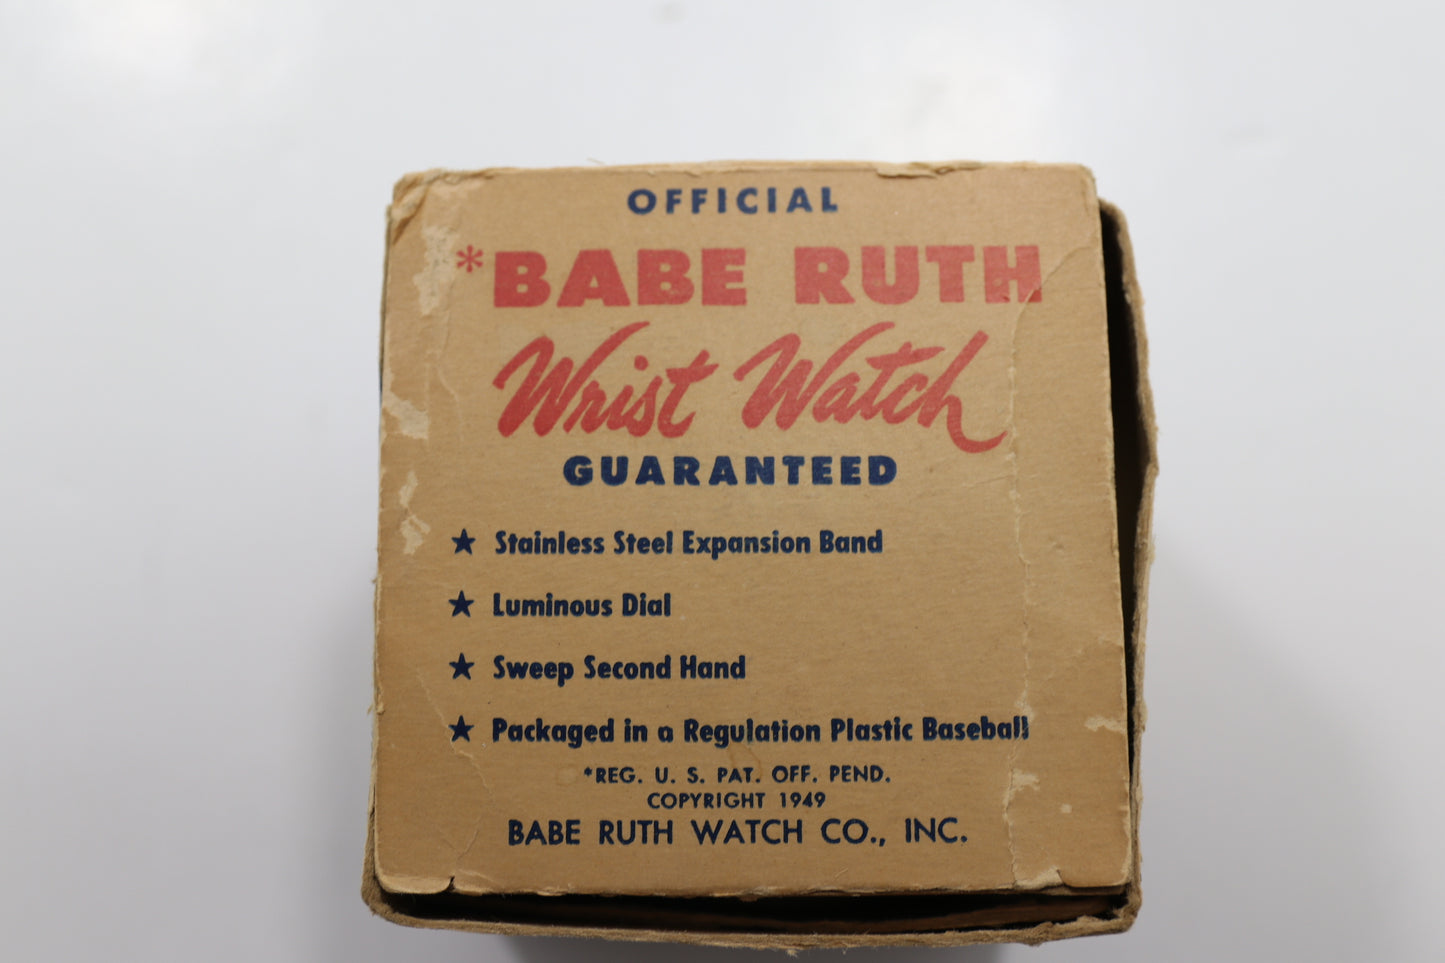 OFFICIAL
*BABE RUTH
Wrist Watch
GUARANTEED
★ Stainless Steel Expansion Band
★ Luminous Dial
★ Sweep Second Hand
★ Packaged in a Regulation Plastic Baseball
*REG. U. S. PAT. OFF. PEND.
COPYRIGHT 1949
BABE RUTH WATCH CO., INC.